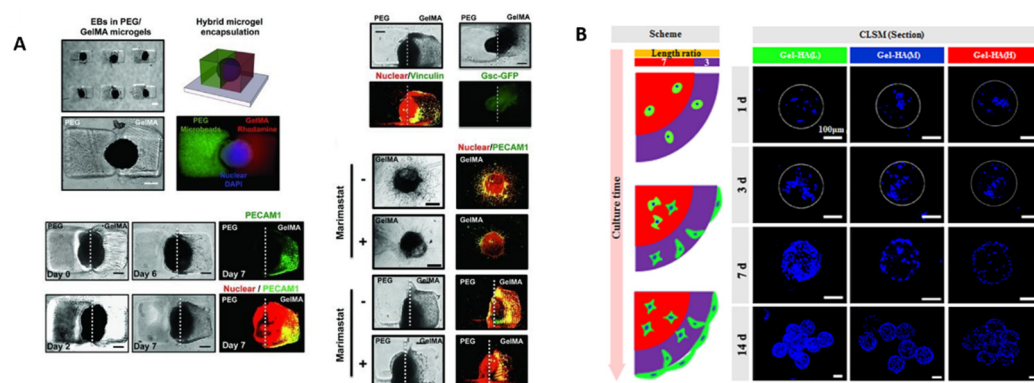 A
EBs in PEG/
GelMA microgels
Hybrid microgel
encapsulation
PEG
GelMA
PEG
Microbeads
GelMA
Rhodamine
Nuclear
DAPI
PECAM1
PEG
GelMA
Day 0
Day 6
PEG
GelMA
Day 7
Nuclear / PECAM1
Day 2
Day 7
PEG
GelMA
Day 7
PEG
GelMA
PEG
GelMA
Nuclear/Vinculin
Gsc-GFP
Nuclear/PECAM1
Marimastat
-
+
GelMA
GelMA
GelMA
GelMA
Marimastat
-
+
PEG
GelMA
PEG
GelMA
PEG
GelMA
PEG
GelMA
B
Scheme
Length ratio
7
3
Culture time
CLSM (Section)
Gel-HA(L)
Gel-HA(M)
Gel-HA(H)
1 d
100μm
3 d
7 d
14 d